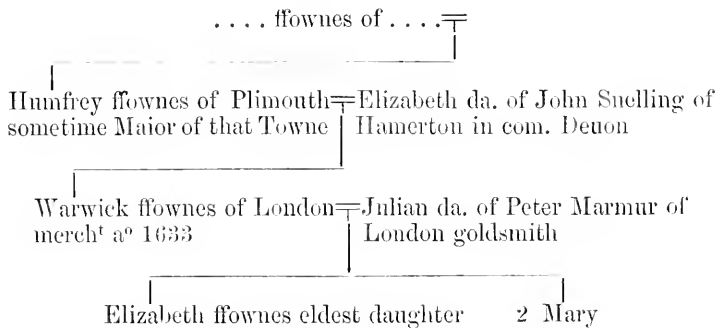 . . . . ffownes of . . . .
Humfrey ffownes of Plimouth Elizabeth da. of John Snelling of
sometime Maior of that Towne Hamerton in com. Deuon
Warwick ffownes of London Julian da. of Peter Marmur of
merchᵗ aº 1633 London goldsmith
Elizabeth ffownes eldest daughter 2 Mary